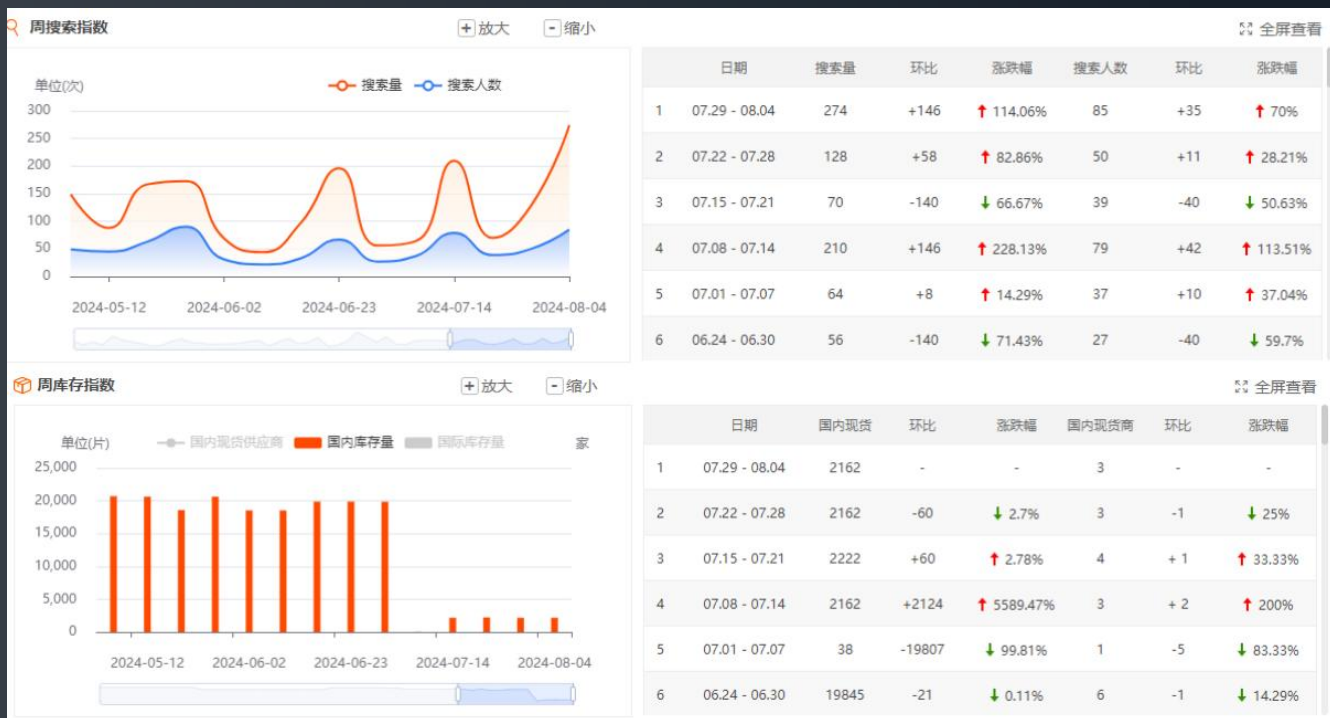 周搜索指数 + 放大 - 缩小 全屏查看
单位(次) 搜索量 搜索人数
300
250
200
150
100
50
0
2024-05-12 2024-06-02 2024-06-23 2024-07-14 2024-08-04
日期 搜索量 环比 涨跌幅 搜索人数 环比 涨跌幅
1 07.29 - 08.04 274 +146 ↑ 114.06% 85 +35 ↑ 70%
2 07.22 - 07.28 128 +58 ↑ 82.86% 50 +11 ↑ 28.21%
3 07.15 - 07.21 70 -140 ↓ 66.67% 39 -40 ↓ 50.63%
4 07.08 - 07.14 210 +146 ↑ 228.13% 79 +42 ↑ 113.51%
5 07.01 - 07.07 64 +8 ↑ 14.29% 37 +10 ↑ 37.04%
6 06.24 - 06.30 56 -140 ↓ 71.43% 27 -40 ↓ 59.7%
周库存指数 + 放大 - 缩小 全屏查看
单位(片) 国内现货供应商 国内库存量 国际库存量 家
25,000
20,000
15,000
10,000
5,000
0
2024-05-12 2024-06-02 2024-06-23 2024-07-14 2024-08-04
日期 国内现货 环比 涨跌幅 国内现货商 环比 涨跌幅
1 07.29 - 08.04 2162 - - 3 - -
2 07.22 - 07.28 2162 -60 ↓ 2.7% 3 -1 ↓ 25%
3 07.15 - 07.21 2222 +60 ↑ 2.78% 4 + 1 ↑ 33.33%
4 07.08 - 07.14 2162 +2124 ↑ 5589.47% 3 + 2 ↑ 200%
5 07.01 - 07.07 38 -19807 ↓ 99.81% 1 -5 ↓ 83.33%
6 06.24 - 06.30 19845 -21 ↓ 0.11% 6 -1 ↓ 14.29%